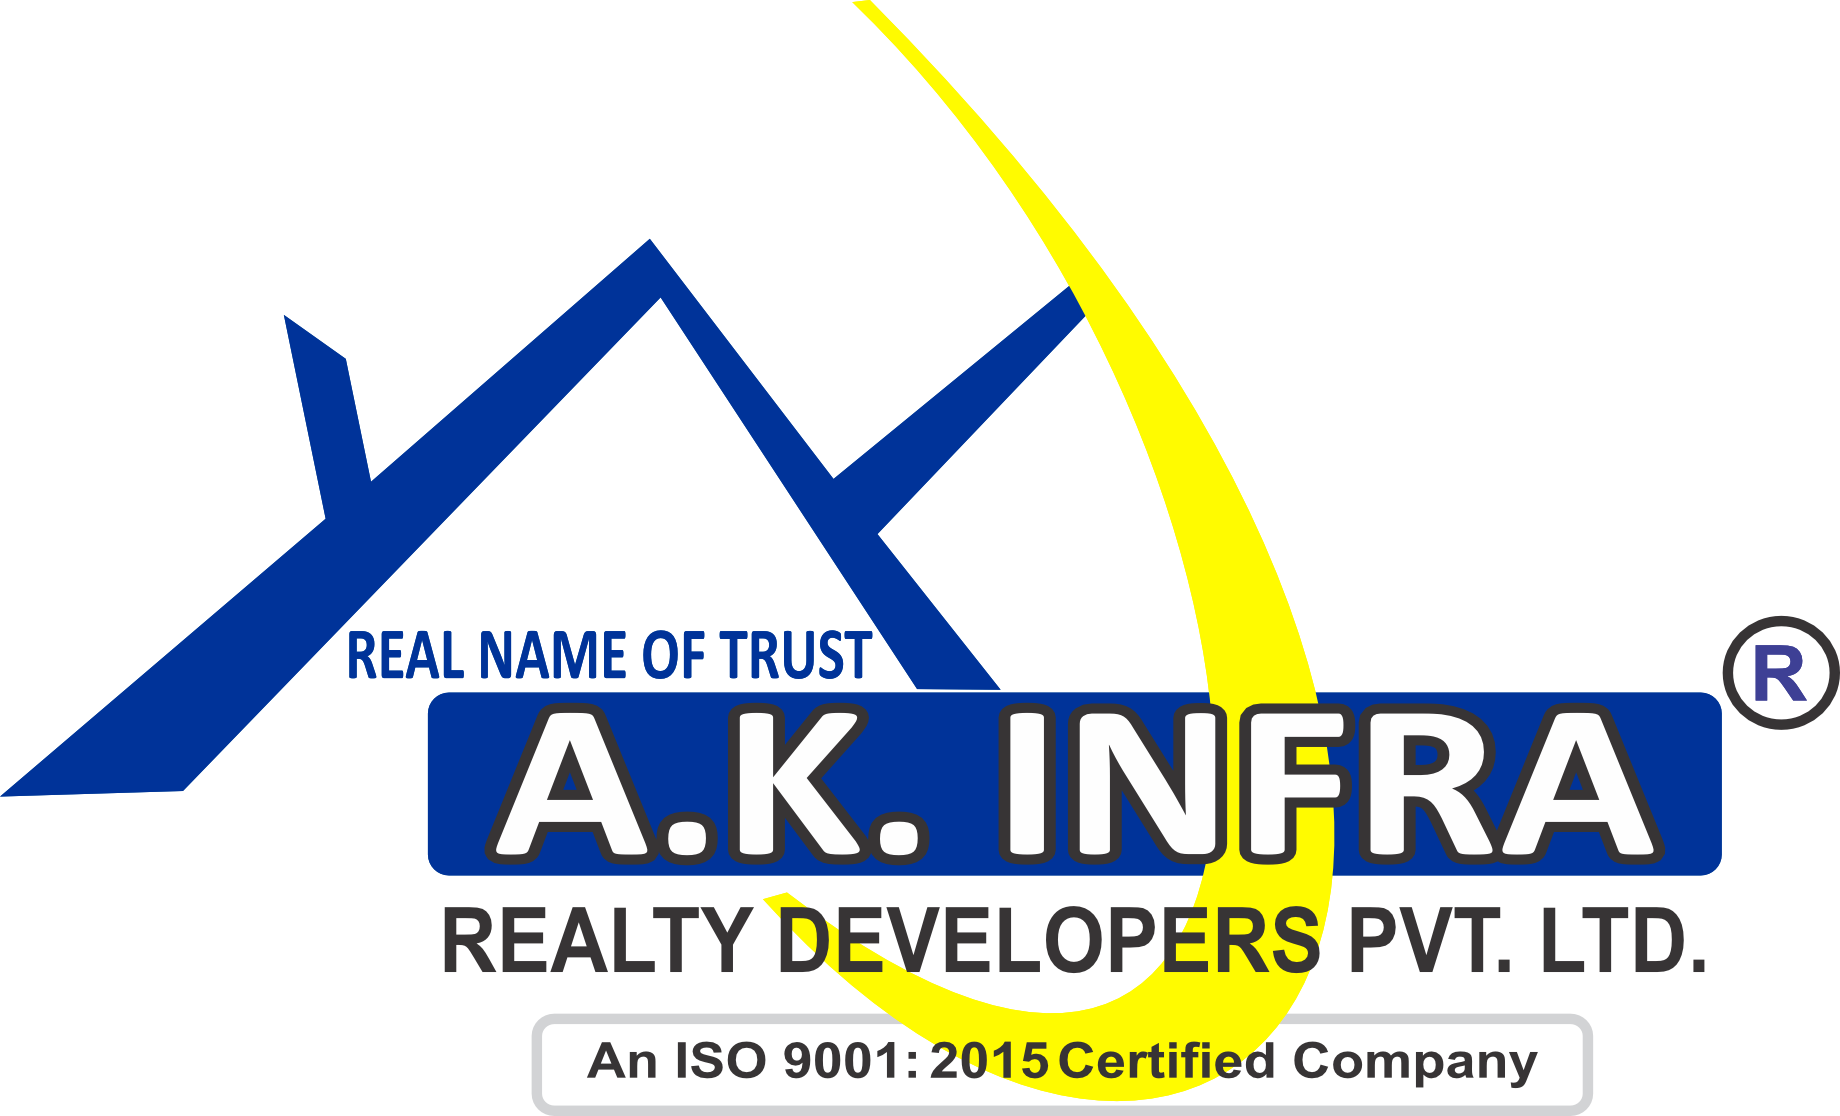 REAL NAME OF TRUST
A.K. INFRA
R
REALTY DEVELOPERS PVT. LTD.
An ISO 9001: 2015 Certified Company